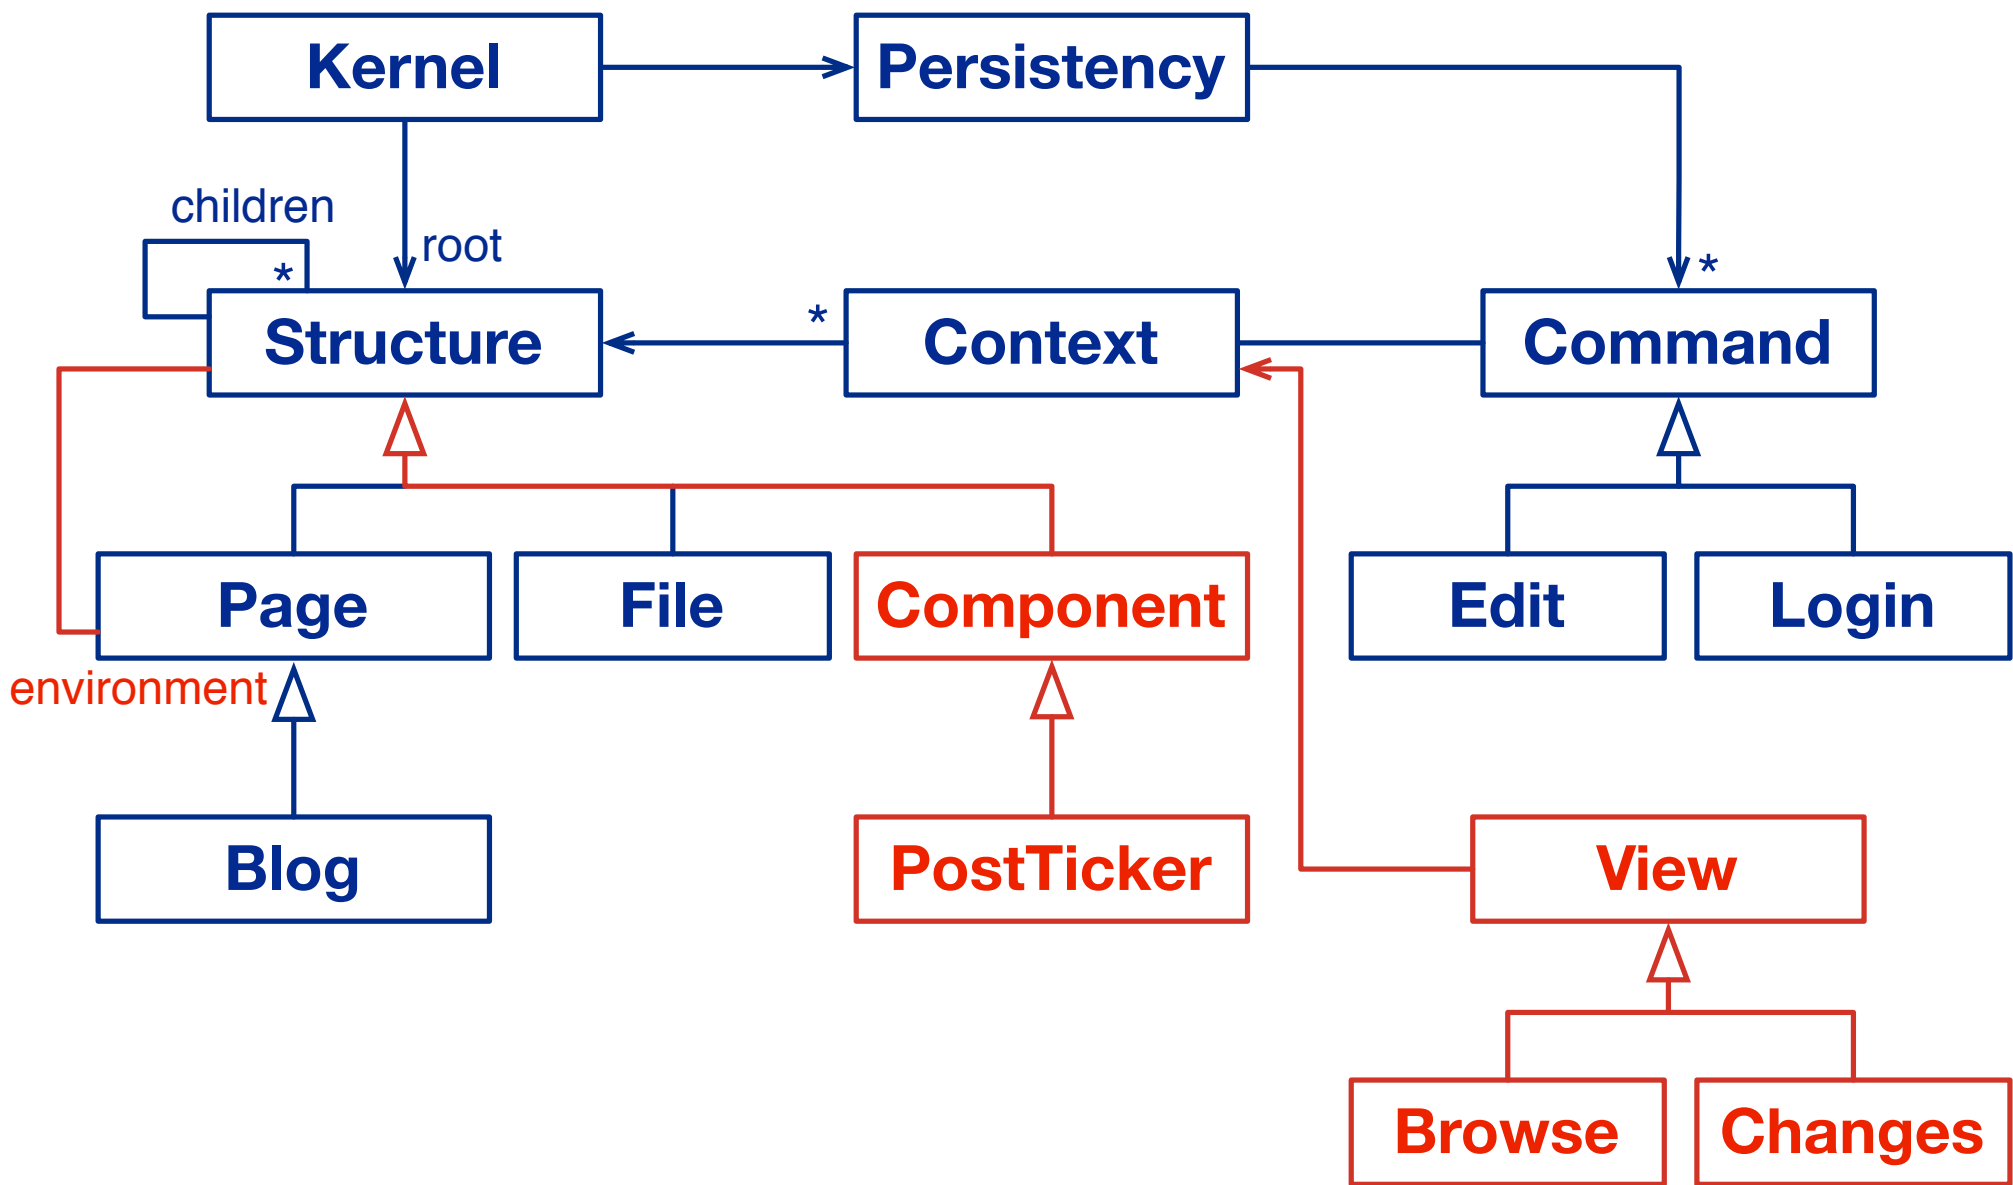 Kernel
Persistency
children
root
*
*
*
Structure
Context
Command
Page
File
Component
Edit
Login
environment
Blog
PostTicker
View
Browse
Changes